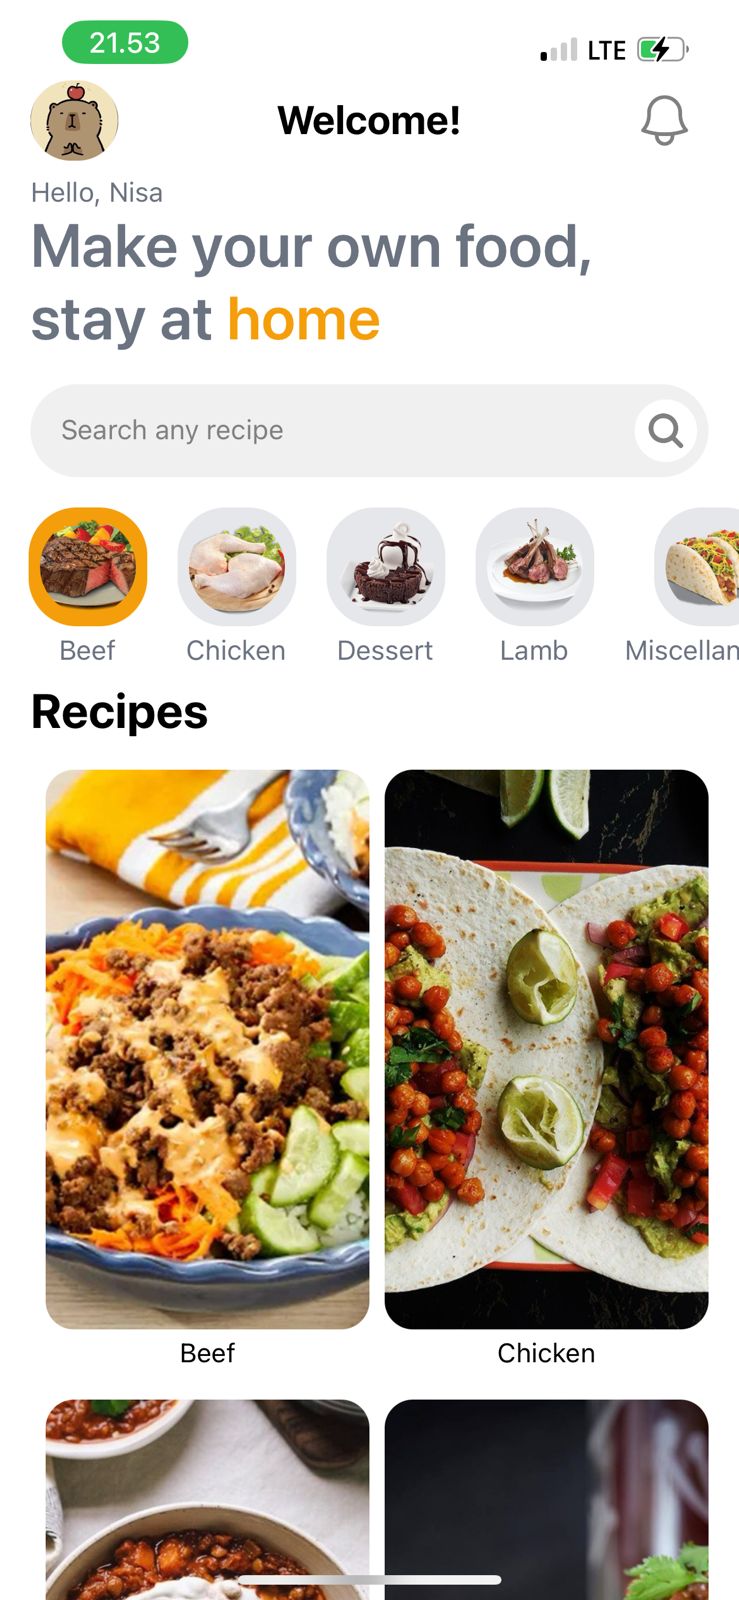 21.53
LTE
Welcome!
Hello, Nisa
Make your own food,
stay at home
Search any recipe
Beef
Chicken
Dessert
Lamb
Miscellan
Recipes
Beef
Chicken